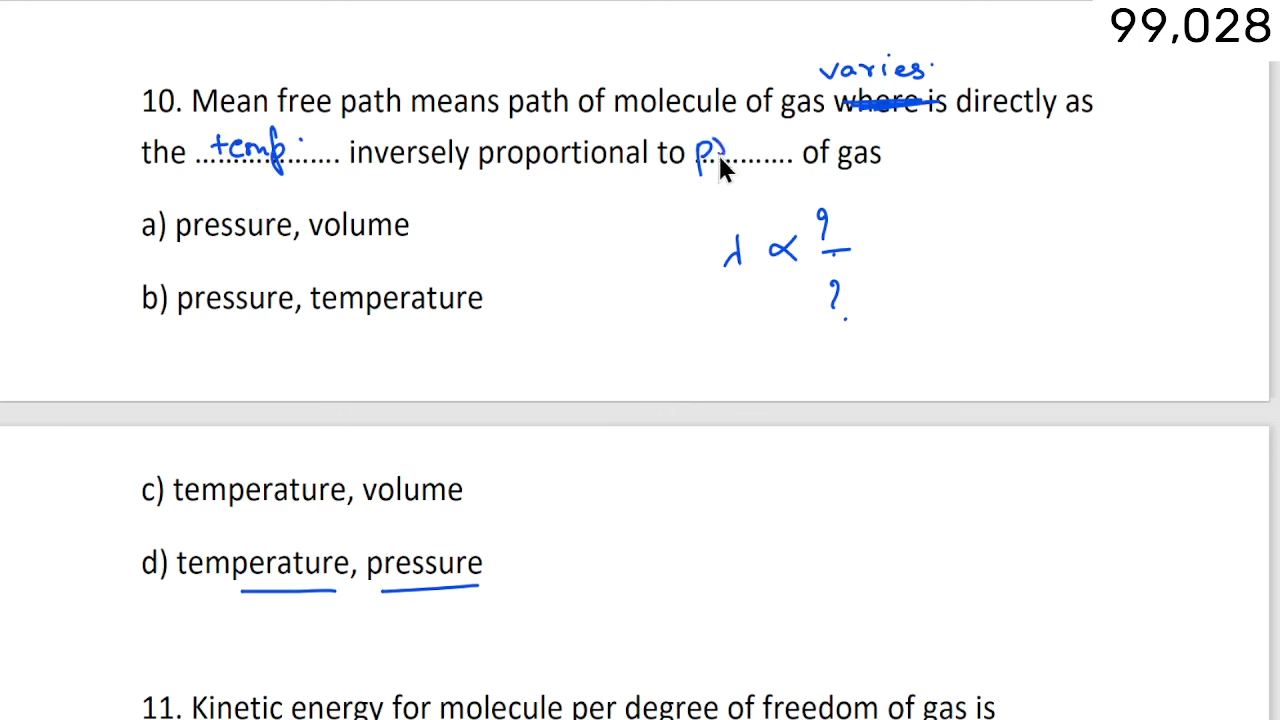 99,028
varies.
10. Mean free path means path of molecule of gas where is directly as
the ...temp............ inversely proportional to p............ of gas
a) pressure, volume
λ ∝ ?/?
b) pressure, temperature
c) temperature, volume
d) temperature, pressure
11. Kinetic energy for molecule per degree of freedom of gas is